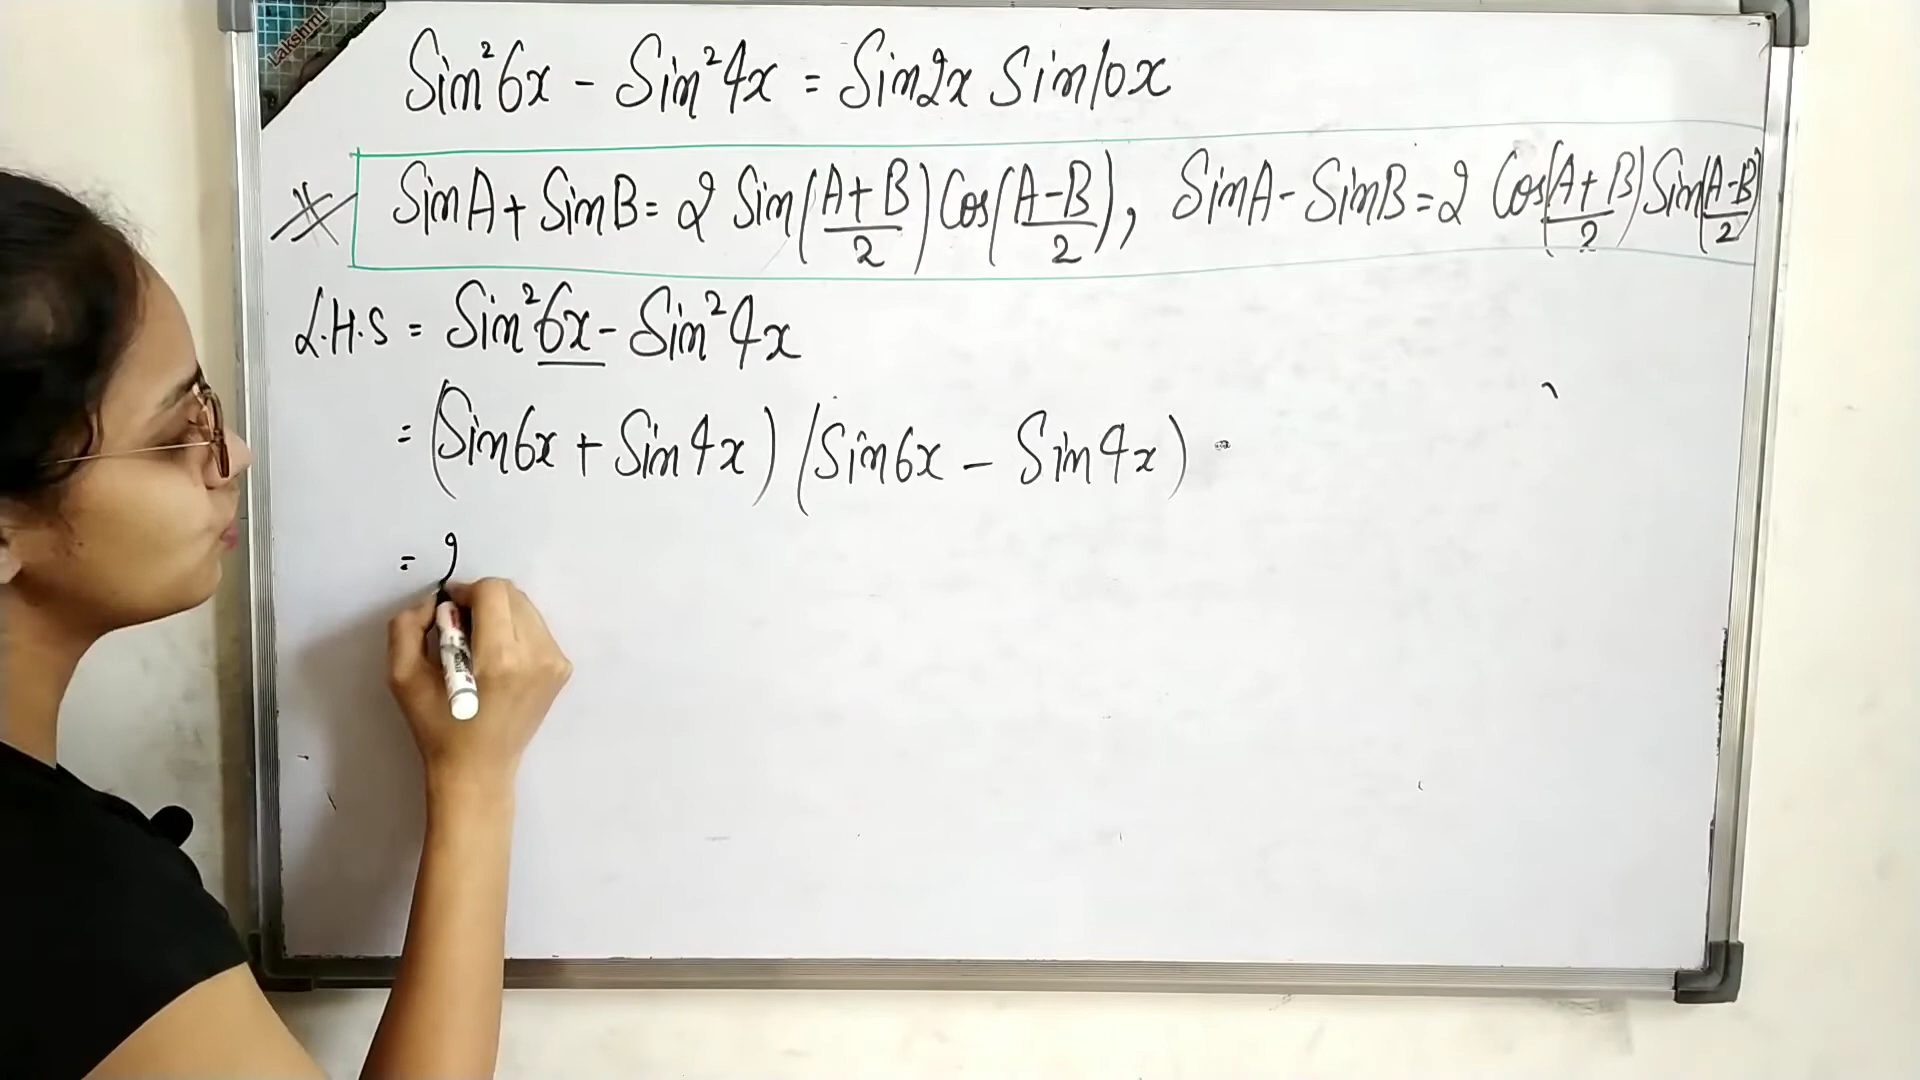 Lakshmi
Sin²6x - Sin²4x = Sin2x Sin10x
SinA + SinB = 2 Sin(A+B/2) Cos(A-B/2), SinA - SinB = 2 Cos(A+B/2) Sin(A-B/2)
L.H.S = Sin²6x - Sin²4x
= (Sin6x + Sin4x) (Sin6x - Sin4x)
=